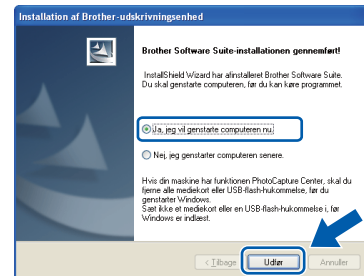 Installation af Brother-udskrivningsenhed
Brother Software Suite-installationen gennemført!
InstallShield Wizard har afinstalleret Brother Software Suite.
Du skal genstarte computeren, før du kan køre programmet.
Ja, jeg vil genstarte computeren nu.
Nej, jeg genstarter computeren senere.
Hvis din maskine har funktionen PhotoCapture Center, skal du
fjerne alle mediekort eller USB-flash-hukommelse, før du
genstarter Windows.
Sæt ikke et mediekort eller en USB-flash-hukommelse i, før
Windows er indlæst.
< Tilbage Udfør Annuller